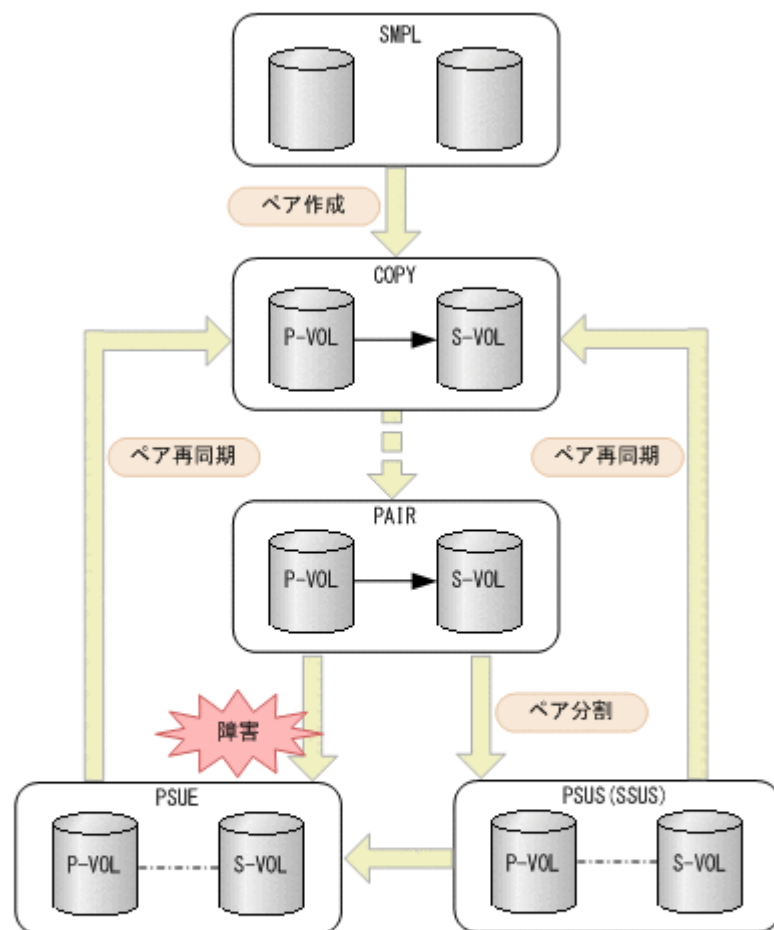 SMPL
ペア作成
COPY
P-VOL
S-VOL
ペア再同期
ペア再同期
PAIR
P-VOL
S-VOL
障害
ペア分割
PSUE
P-VOL
S-VOL
PSUS(SSUS)
P-VOL
S-VOL